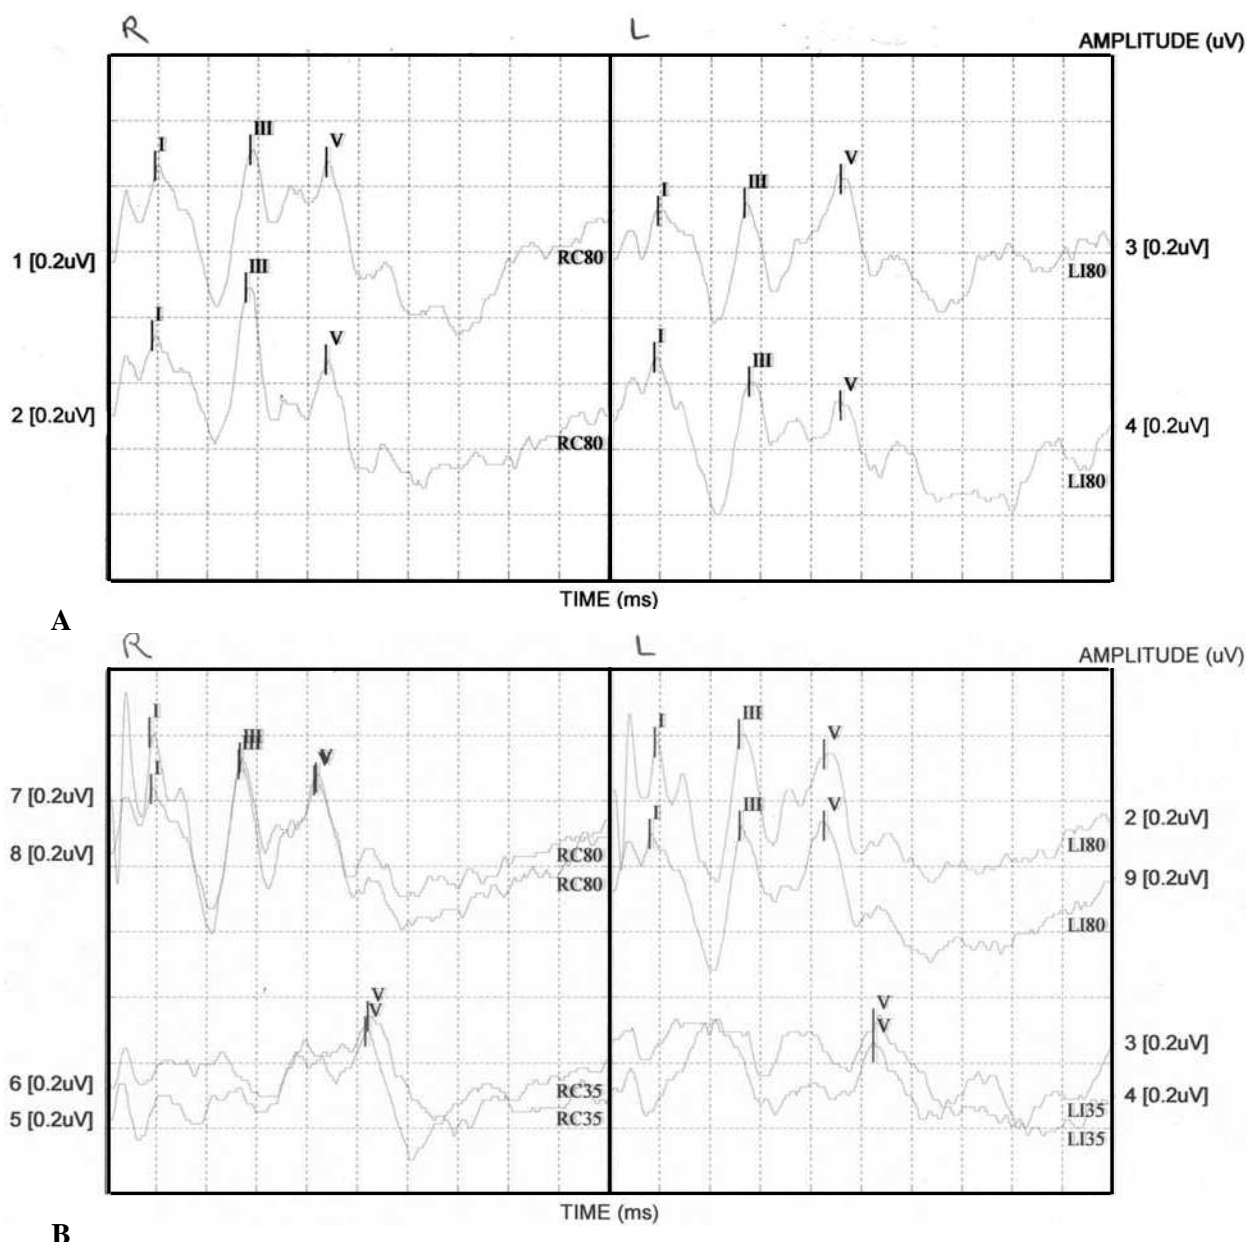 R L
AMPLITUDE (uV)
I III V
I III V
1 [0.2uV] RC80
3 [0.2uV] LI80
III
I V
I III V
2 [0.2uV] RC80
4 [0.2uV] LI80
TIME (ms)
A
R L
AMPLITUDE (uV)
I III V
I III V
I III V
I III V
7 [0.2uV]
2 [0.2uV]
8 [0.2uV] RC80
LI80
RC80
9 [0.2uV]
LI80
V
V
V
V
3 [0.2uV]
6 [0.2uV] RC35
4 [0.2uV]
5 [0.2uV] RC35
LI35
LI35
TIME (ms)
B